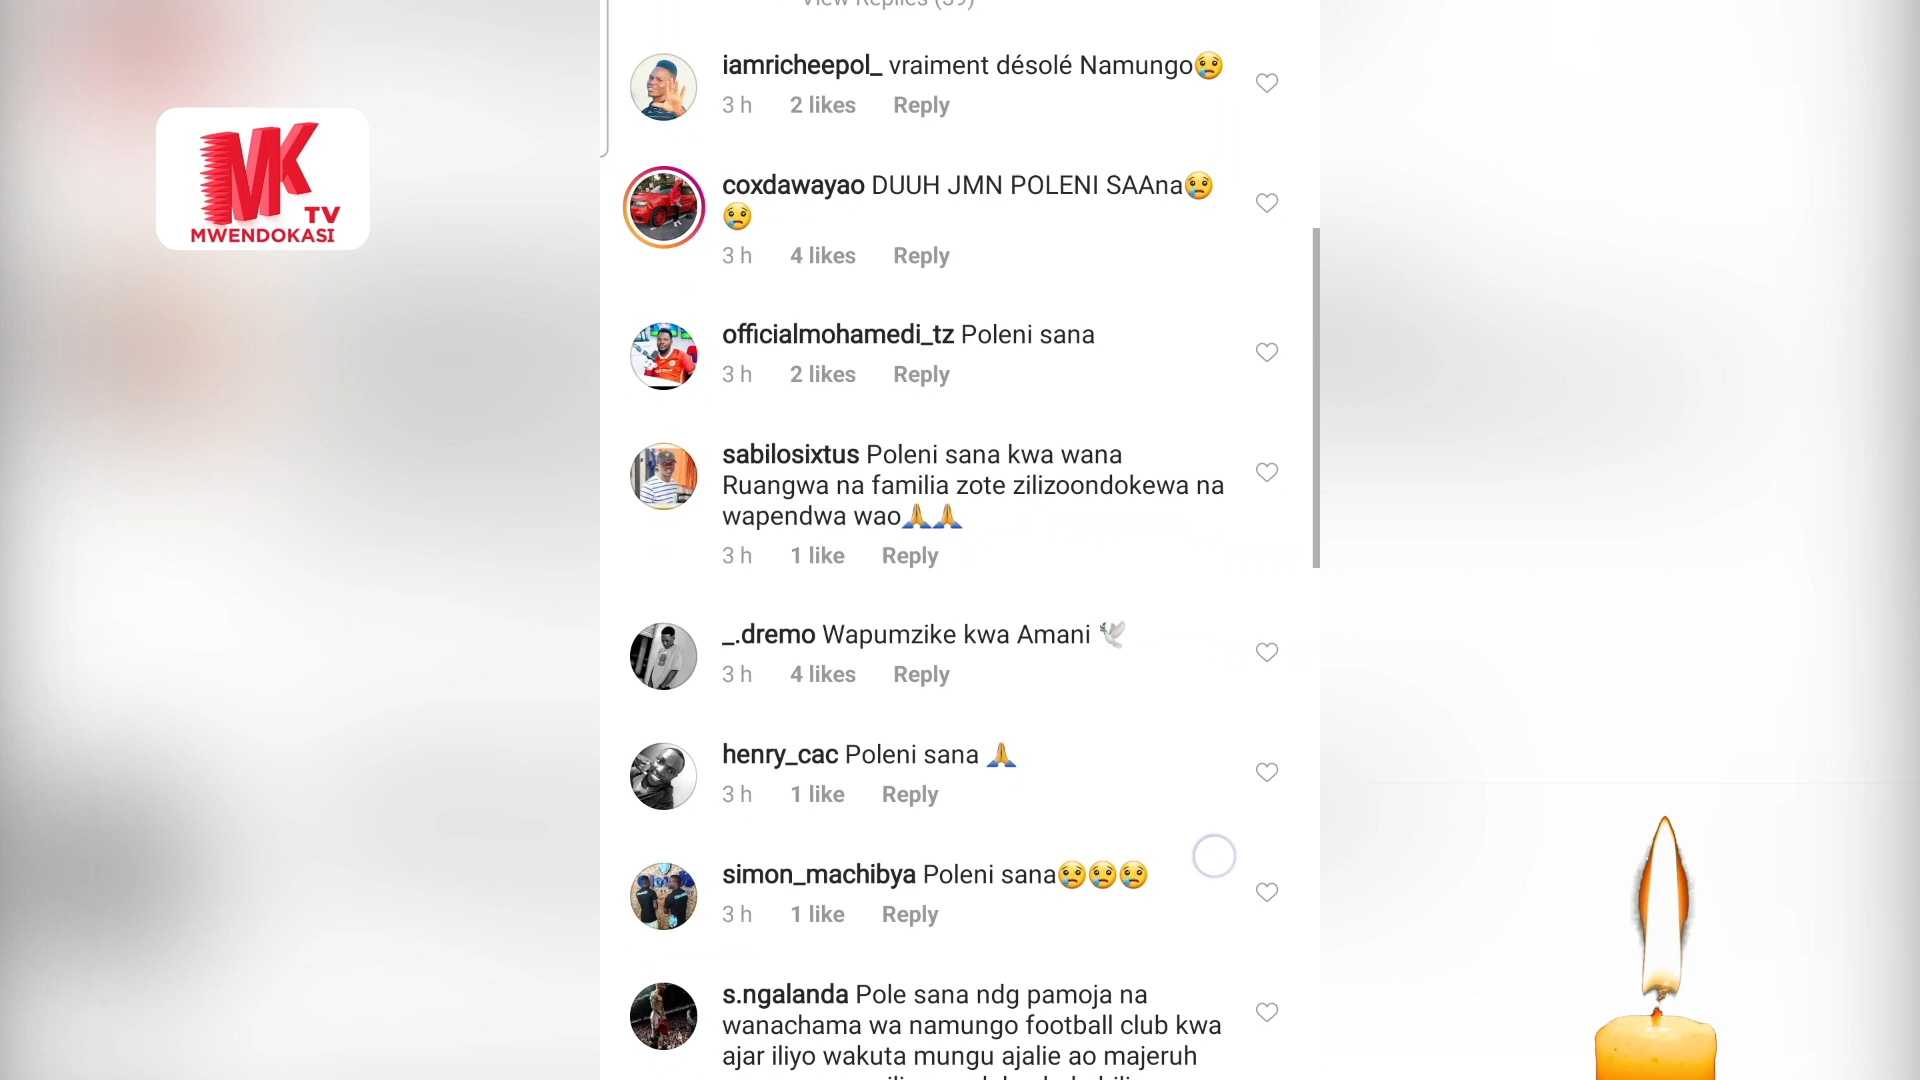 View Replies (39)
iamricheepol_ vraiment désolé Namungo😢
3 h 2 likes Reply
MK TV
MWENDOKASI
coxdawayao DUUH JMN POLENI SAAna😢
😢
3 h 4 likes Reply
officialmohamedi_tz Poleni sana
3 h 2 likes Reply
sabilosixtus Poleni sana kwa wana
Ruangwa na familia zote zilizoondokewa na
wapendwa wao🙏🙏
3 h 1 like Reply
_.dremo Wapumzike kwa Amani 🕊
3 h 4 likes Reply
henry_cac Poleni sana 🙏
3 h 1 like Reply
simon_machibya Poleni sana😢😢😢
3 h 1 like Reply
s.ngalanda Pole sana ndg pamoja na
wanachama wa namungo football club kwa
ajar iliyo wakuta mungu ajalie ao majeruh